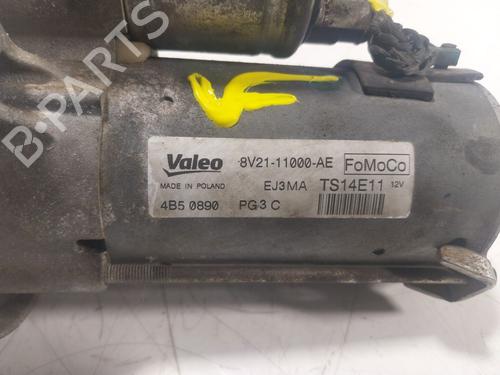 Valeo 8V21-11000-AE FoMoCo
MADE IN POLAND EJ3MA TS14E11 12V
4B5 0890 PG3 C
B-PARTS